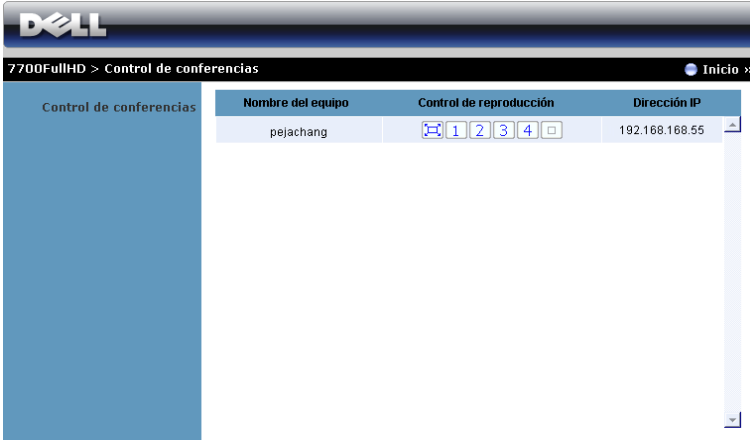 DELL
7700FullHD > Control de conferencias
Inicio »
Control de conferencias
Nombre del equipo Control de reproducción Dirección IP
pejachang 1 2 3 4 192.168.168.55